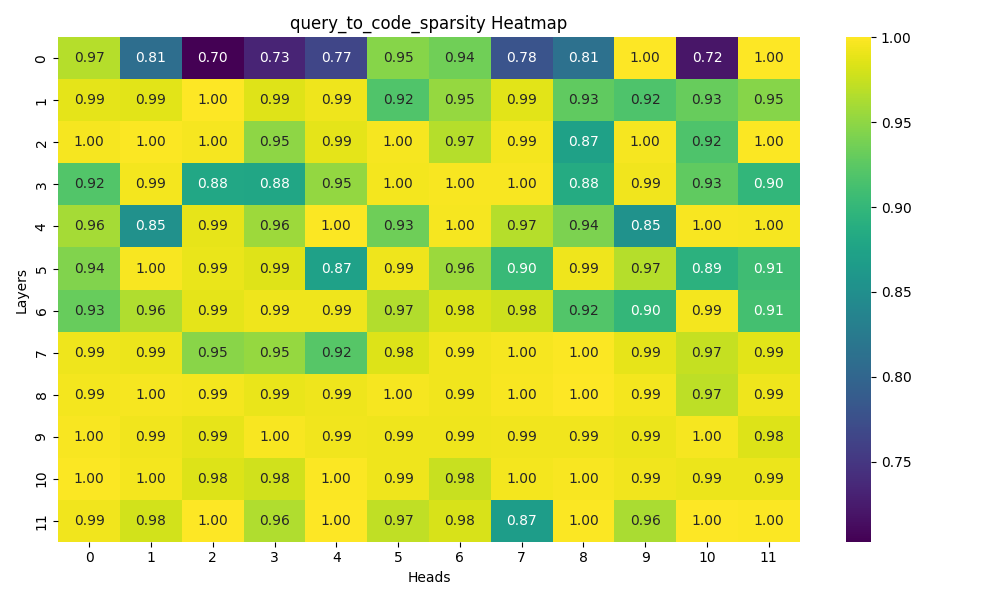 query_to_code_sparsity Heatmap
0 0.97 0.81 0.70 0.73 0.77 0.95 0.94 0.78 0.81 1.00 0.72 1.00
1 0.99 0.99 1.00 0.99 0.99 0.92 0.95 0.99 0.93 0.92 0.93 0.95
2 1.00 1.00 1.00 0.95 0.99 1.00 0.97 0.99 0.87 1.00 0.92 1.00
3 0.92 0.99 0.88 0.88 0.95 1.00 1.00 1.00 0.88 0.99 0.93 0.90
4 0.96 0.85 0.99 0.96 1.00 0.93 1.00 0.97 0.94 0.85 1.00 1.00
5 0.94 1.00 0.99 0.99 0.87 0.99 0.96 0.90 0.99 0.97 0.89 0.91
6 0.93 0.96 0.99 0.99 0.99 0.97 0.98 0.98 0.92 0.90 0.99 0.91
7 0.99 0.99 0.95 0.95 0.92 0.98 0.99 1.00 1.00 0.99 0.97 0.99
8 0.99 1.00 0.99 0.99 0.99 1.00 0.99 1.00 1.00 0.99 0.97 0.99
9 1.00 0.99 0.99 1.00 0.99 0.99 0.99 0.99 0.99 0.99 1.00 0.98
10 1.00 1.00 0.98 0.98 1.00 0.99 0.98 1.00 1.00 0.99 0.99 0.99
11 0.99 0.98 1.00 0.96 1.00 0.97 0.98 0.87 1.00 0.96 1.00 1.00
0 1 2 3 4 5 6 7 8 9 10 11
Heads
Layers
1.00
0.95
0.90
0.85
0.80
0.75